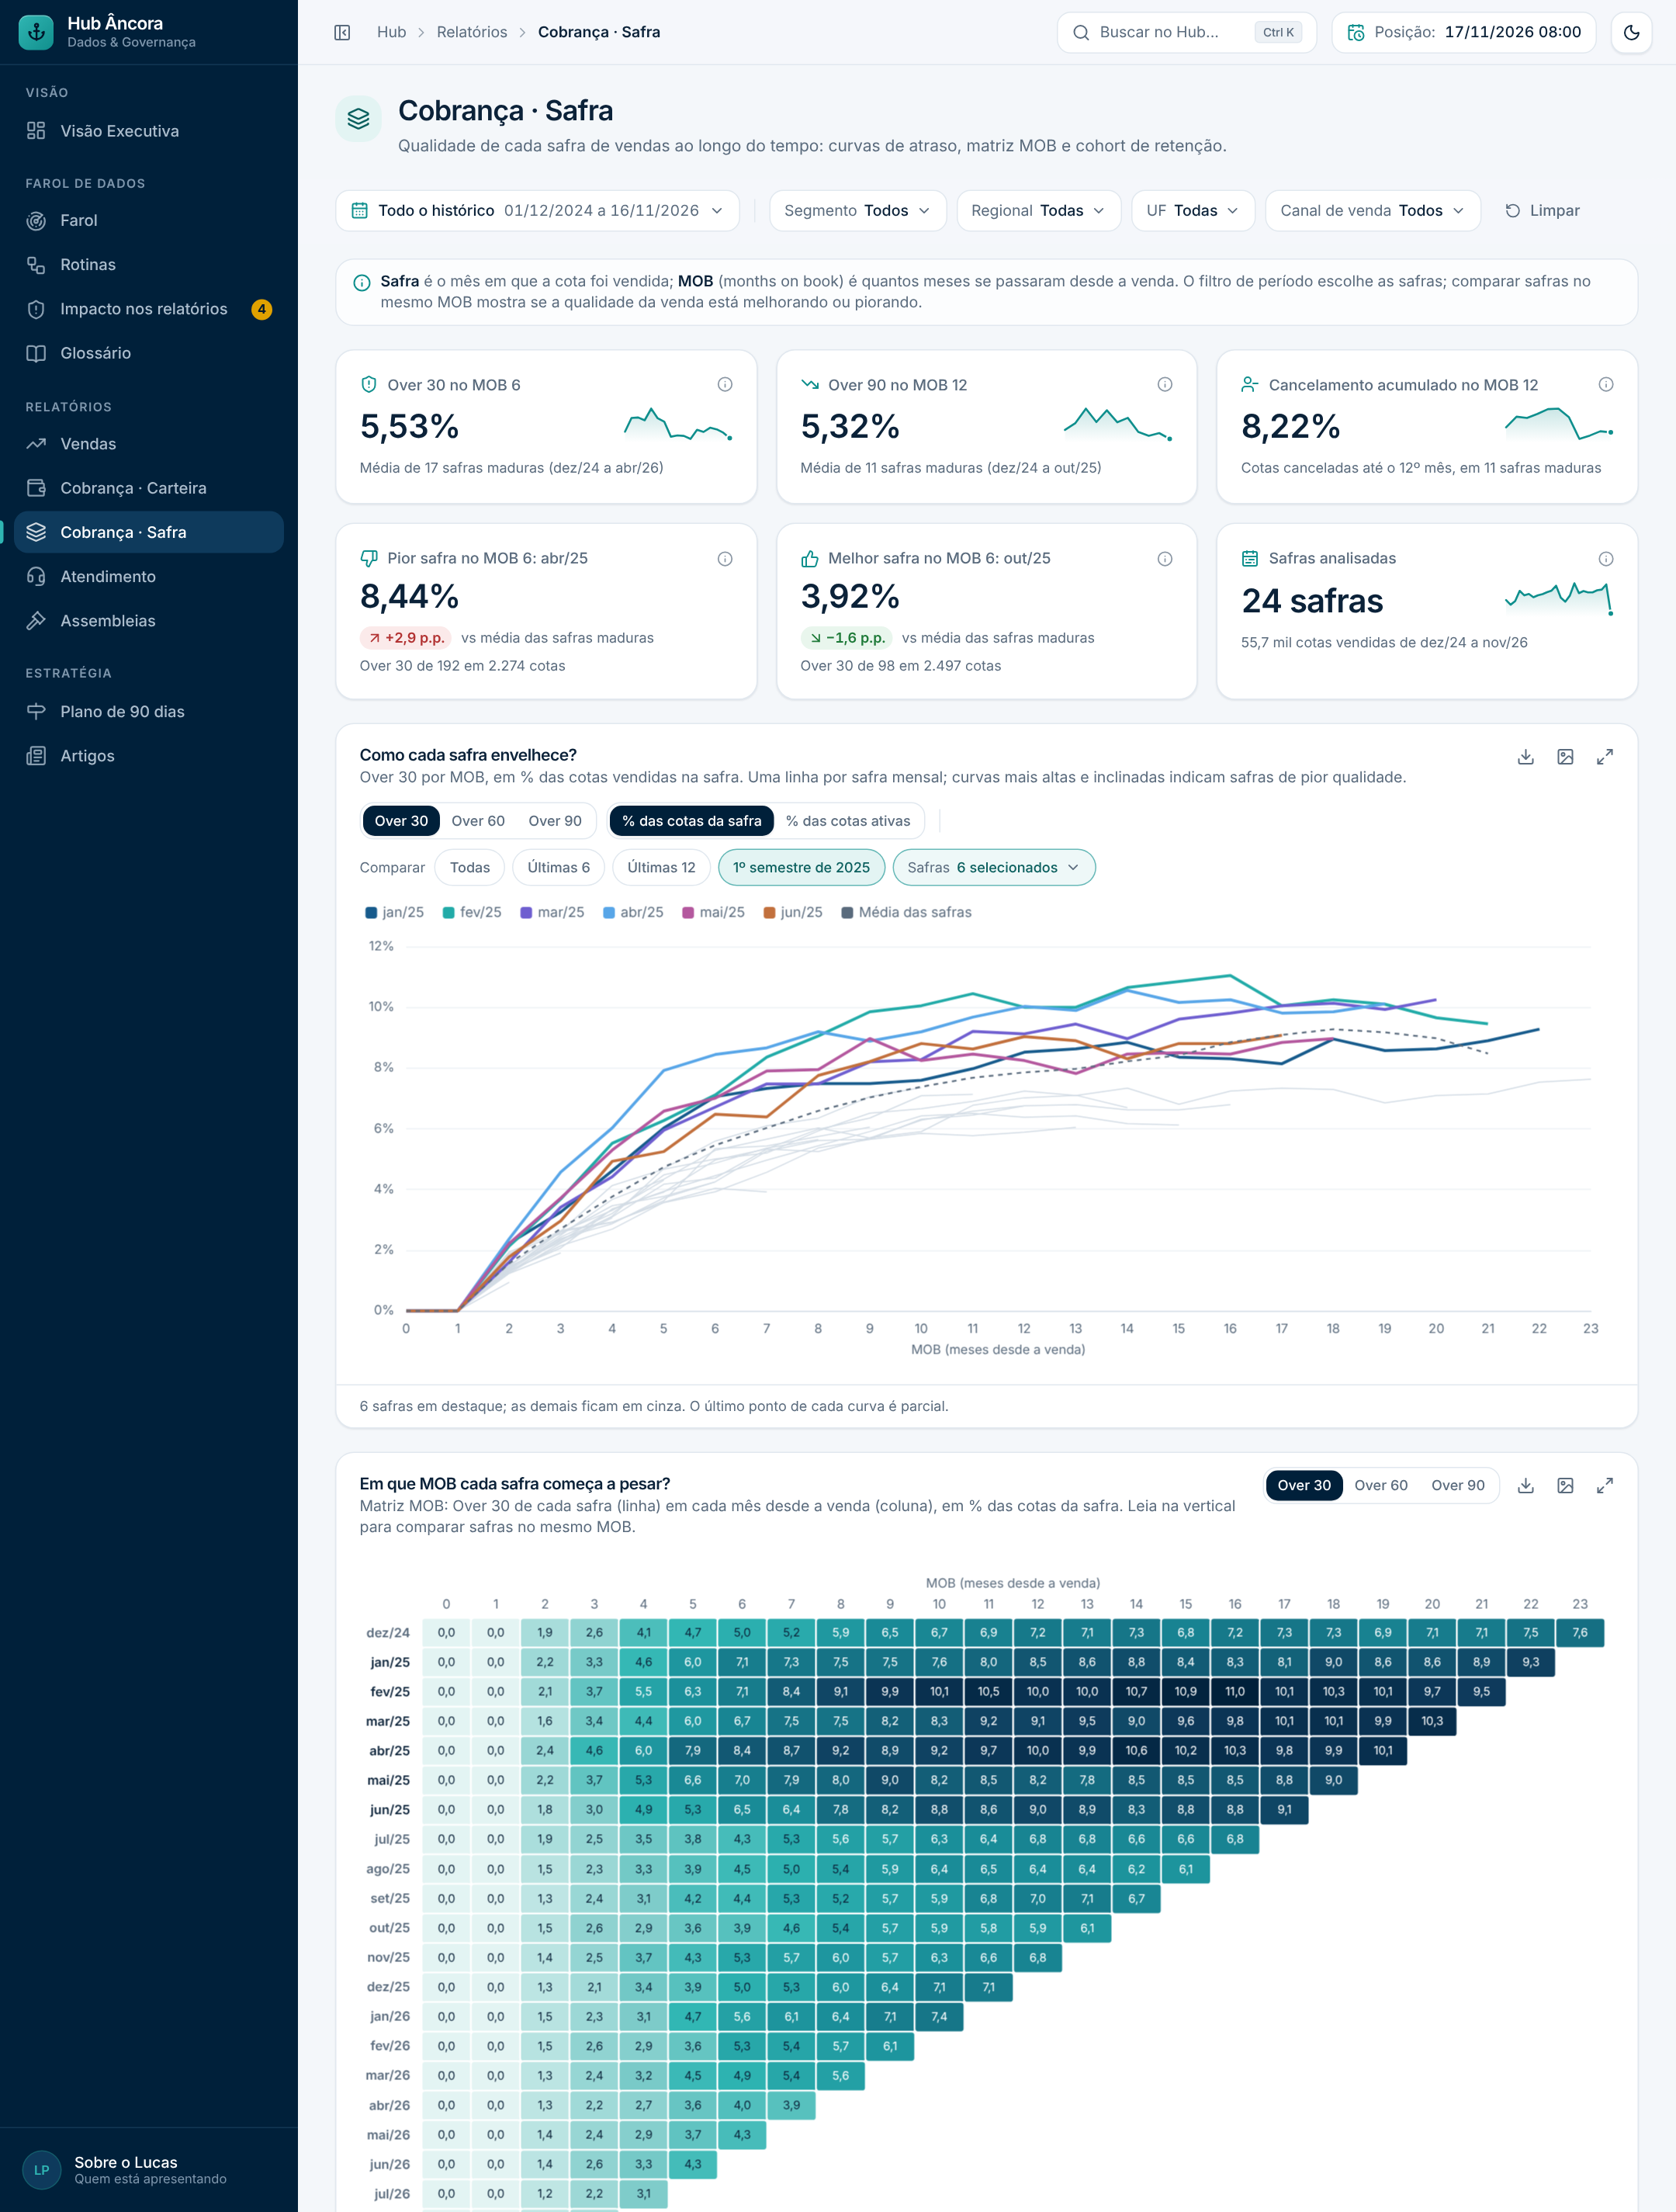 Hub Âncora
Dados & Governança
VISÃO
Visão Executiva
FAROL DE DADOS
Farol
Rotinas
Impacto nos relatórios 4
Glossário
RELATÓRIOS
Vendas
Cobrança · Carteira
Cobrança · Safra
Atendimento
Assembleias
ESTRATÉGIA
Plano de 90 dias
Artigos
LP
Sobre o Lucas
Quem está apresentando
Hub > Relatórios > Cobrança · Safra
Buscar no Hub... Ctrl K
Posição: 17/11/2026 08:00
Cobrança · Safra
Qualidade de cada safra de vendas ao longo do tempo: curvas de atraso, matriz MOB e cohort de retenção.
Todo o histórico 01/12/2024 a 16/11/2026 Segmento Todos Regional Todas UF Todas Canal de venda Todos Limpar
Safra é o mês em que a cota foi vendida; MOB (months on book) é quantos meses se passaram desde a venda. O filtro de período escolhe as safras; comparar safras no
mesmo MOB mostra se a qualidade da venda está melhorando ou piorando.
Over 30 no MOB 6
5,53%
Média de 17 safras maduras (dez/24 a abr/26)
Over 90 no MOB 12
5,32%
Média de 11 safras maduras (dez/24 a out/25)
Cancelamento acumulado no MOB 12
8,22%
Cotas canceladas até o 12º mês, em 11 safras maduras
Pior safra no MOB 6: abr/25
8,44%
+2,9 p.p. vs média das safras maduras
Over 30 de 192 em 2.274 cotas
Melhor safra no MOB 6: out/25
3,92%
−1,6 p.p. vs média das safras maduras
Over 30 de 98 em 2.497 cotas
Safras analisadas
24 safras
55,7 mil cotas vendidas de dez/24 a nov/26
Como cada safra envelhece?
Over 30 por MOB, em % das cotas vendidas na safra. Uma linha por safra mensal; curvas mais altas e inclinadas indicam safras de pior qualidade.
Over 30 Over 60 Over 90 % das cotas da safra % das cotas ativas
Comparar Todas Últimas 6 Últimas 12 1º semestre de 2025 Safras 6 selecionados
jan/25 fev/25 mar/25 abr/25 mai/25 jun/25 Média das safras
12%
10%
8%
6%
4%
2%
0%
0 1 2 3 4 5 6 7 8 9 10 11 12 13 14 15 16 17 18 19 20 21 22 23
MOB (meses desde a venda)
6 safras em destaque; as demais ficam em cinza. O último ponto de cada curva é parcial.
Em que MOB cada safra começa a pesar?
Matriz MOB: Over 30 de cada safra (linha) em cada mês desde a venda (coluna), em % das cotas da safra. Leia na vertical
para comparar safras no mesmo MOB.
Over 30 Over 60 Over 90
MOB (meses desde a venda)
0 1 2 3 4 5 6 7 8 9 10 11 12 13 14 15 16 17 18 19 20 21 22 23
dez/24 0,0 0,0 1,9 2,6 4,1 4,7 5,0 5,2 5,9 6,5 6,7 6,9 7,2 7,1 7,3 6,8 7,2 7,3 7,3 6,9 7,1 7,1 7,5 7,6
jan/25 0,0 0,0 2,2 3,3 4,6 6,0 7,1 7,3 7,5 7,5 7,6 8,0 8,5 8,6 8,8 8,4 8,3 8,1 9,0 8,6 8,6 8,9 9,3
fev/25 0,0 0,0 2,1 3,7 5,5 6,3 7,1 8,4 9,1 9,9 10,1 10,5 10,0 10,0 10,7 10,9 11,0 10,1 10,3 10,1 9,7 9,5
mar/25 0,0 0,0 1,6 3,4 4,4 6,0 6,7 7,5 7,5 8,2 8,3 9,2 9,1 9,5 9,0 9,6 9,8 10,1 10,1 9,9 10,3
abr/25 0,0 0,0 2,4 4,6 6,0 7,9 8,4 8,7 9,2 8,9 9,2 9,7 10,0 9,9 10,6 10,2 10,3 9,8 9,9 10,1
mai/25 0,0 0,0 2,2 3,7 5,3 6,6 7,0 7,9 8,0 9,0 8,2 8,5 8,2 7,8 8,5 8,5 8,5 8,8 9,0
jun/25 0,0 0,0 1,8 3,0 4,9 5,3 6,5 6,4 7,8 8,2 8,8 8,6 9,0 8,9 8,3 8,8 8,8 9,1
jul/25 0,0 0,0 1,9 2,5 3,5 3,8 4,3 5,3 5,6 5,7 6,3 6,4 6,8 6,8 6,6 6,6 6,8
ago/25 0,0 0,0 1,5 2,3 3,3 3,9 4,5 5,0 5,4 5,9 6,4 6,5 6,4 6,4 6,2 6,1
set/25 0,0 0,0 1,3 2,4 3,1 4,2 4,4 5,3 5,2 5,7 5,9 6,8 7,0 7,1 6,7
out/25 0,0 0,0 1,5 2,6 2,9 3,6 3,9 4,6 5,4 5,7 5,9 5,8 5,9 6,1
nov/25 0,0 0,0 1,4 2,5 3,7 4,3 5,3 5,7 6,0 5,7 6,3 6,6 6,8
dez/25 0,0 0,0 1,3 2,1 3,4 3,9 5,0 5,3 6,0 6,4 7,1 7,1
jan/26 0,0 0,0 1,5 2,3 3,1 4,7 5,6 6,1 6,4 7,1 7,4
fev/26 0,0 0,0 1,5 2,6 2,9 3,6 5,3 5,4 5,7 6,1
mar/26 0,0 0,0 1,3 2,4 3,2 4,5 4,9 5,4 5,6
abr/26 0,0 0,0 1,3 2,2 2,7 3,6 4,0 3,9
mai/26 0,0 0,0 1,4 2,4 2,9 3,7 4,3
jun/26 0,0 0,0 1,4 2,6 3,3 4,3
jul/26 0,0 0,0 1,2 2,2 3,1